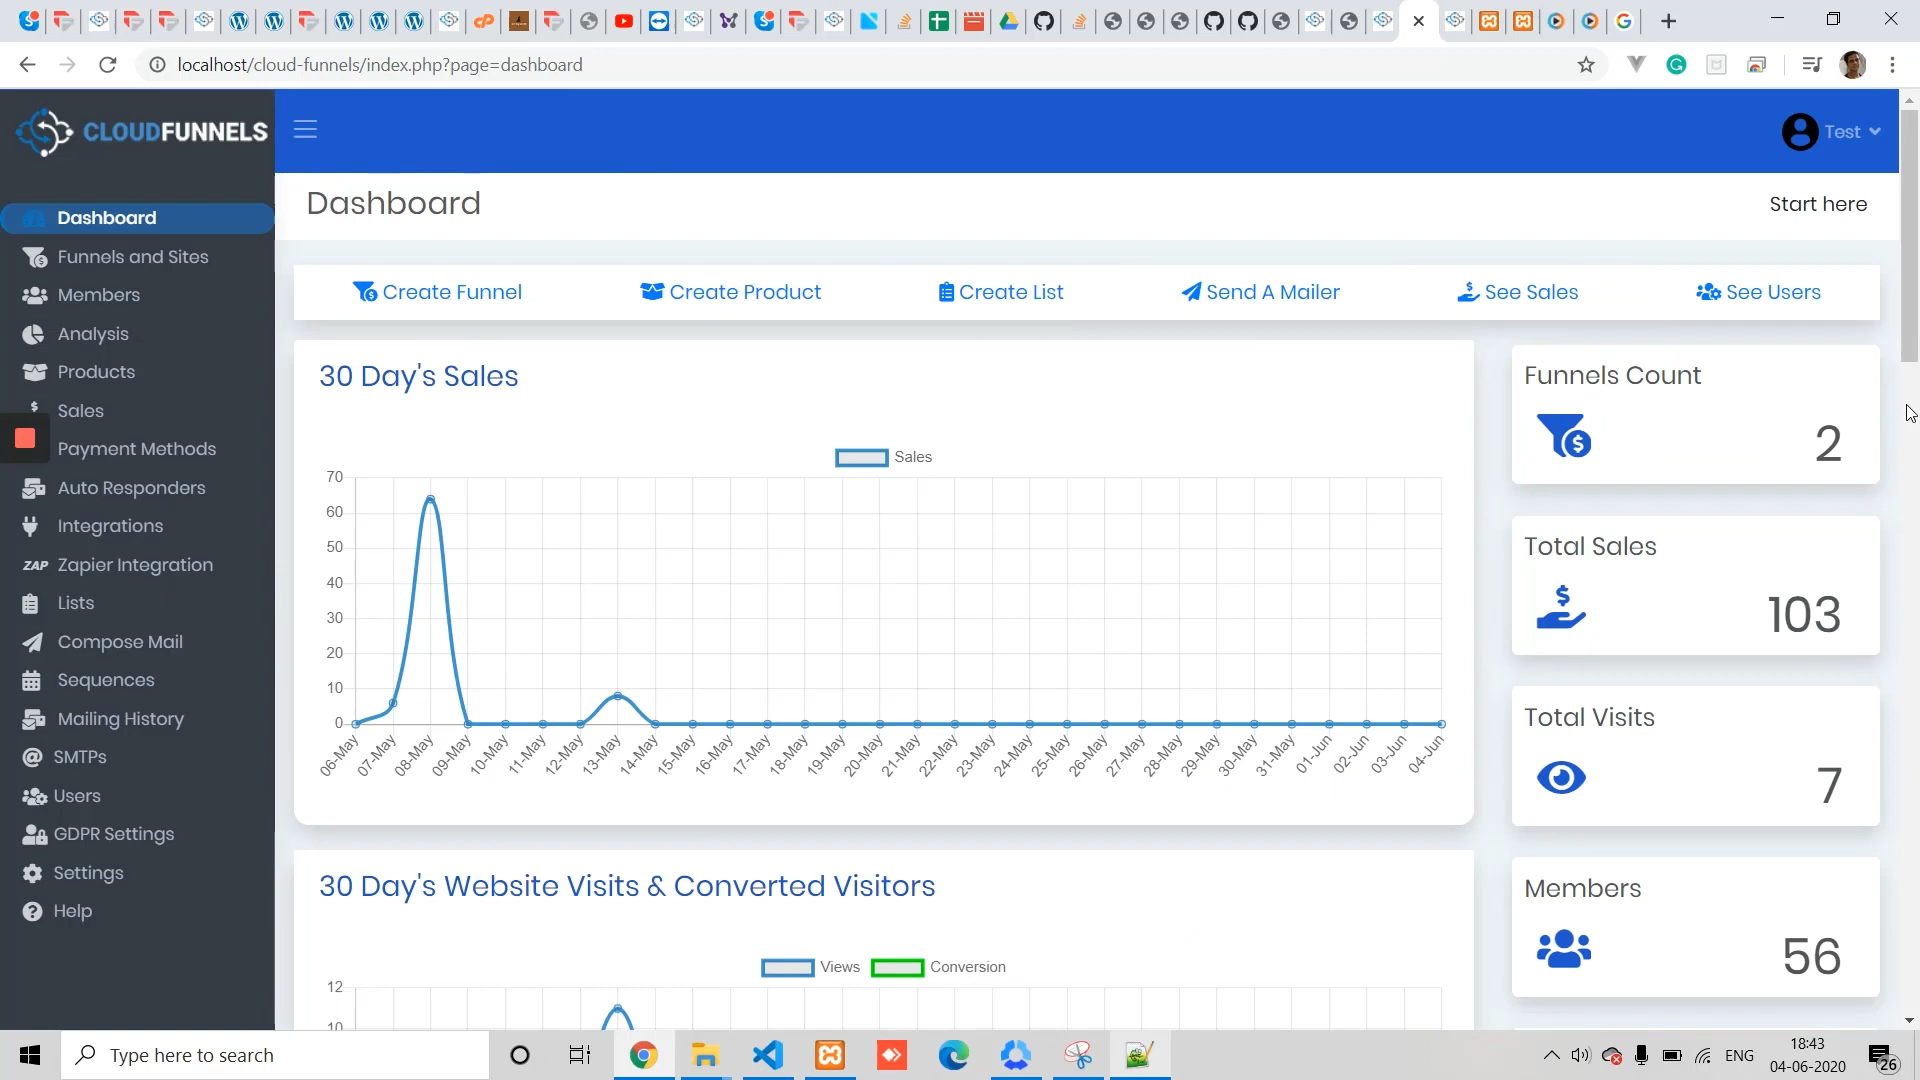 localhost/cloud-funnels/index.php?page=dashboard
CLOUDFUNNELS
Test
Dashboard
Start here
Dashboard
Funnels and Sites
Members
Analysis
Products
Sales
Payment Methods
Auto Responders
Integrations
ZAP Zapier Integration
Lists
Compose Mail
Sequences
Mailing History
SMTPs
Users
GDPR Settings
Settings
Help
Create Funnel
Create Product
Create List
Send A Mailer
See Sales
See Users
30 Day's Sales
Sales
70
60
50
40
30
20
10
0
06-May
07-May
08-May
09-May
10-May
11-May
12-May
13-May
14-May
15-May
16-May
17-May
18-May
19-May
20-May
21-May
22-May
23-May
24-May
25-May
26-May
27-May
28-May
29-May
30-May
31-May
01-Jun
02-Jun
03-Jun
04-Jun
Funnels Count
2
Total Sales
103
Total Visits
7
Members
56
30 Day's Website Visits & Converted Visitors
Views
Conversion
12
10
Type here to search
ENG
18:43
04-06-2020
26